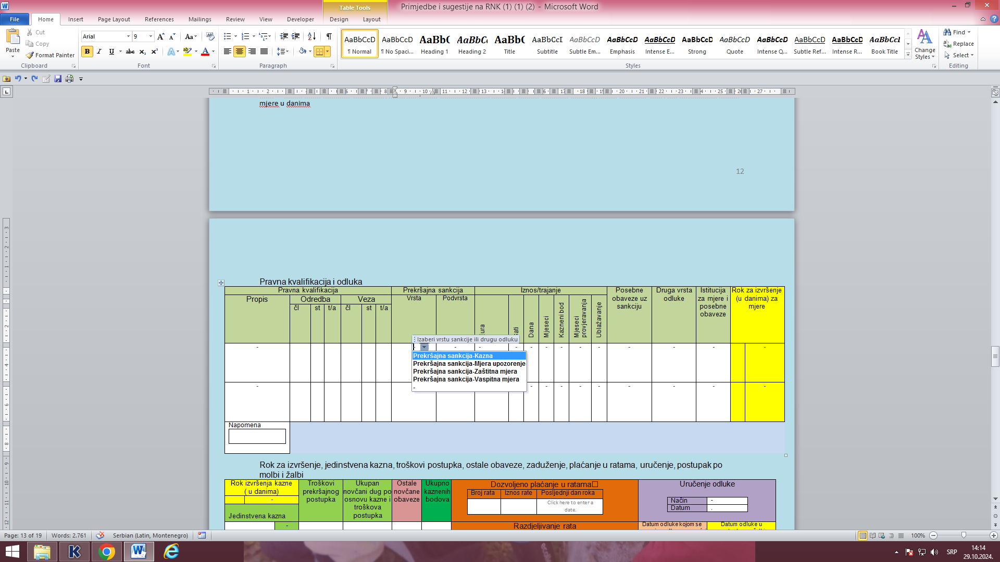 Table Tools
Primjedbe i sugestije na RNK (1) (1) (2) - Microsoft Word
File Home Insert Page Layout References Mailings Review View Developer Design Layout
Paste
Cut
Copy
Format Painter
Clipboard
Arial 9
Font
Paragraph
AaBbCcD AaBbCcD AaBbC AaBbCc AaBbC AaBbCcI AaBbCcD AaBbCcD AaBbCcD AaBbCcD AaBbCcD AaBbCcD AaBbCcD AaBbCcD AaBbCcI
¶ Normal ¶ No Spaci... Heading 1 Heading 2 Title Subtitle Subtle Em... Emphasis Intense E... Strong Quote Intense Q... Subtle Ref... Intense R... Book Title
Styles
Change Styles
Find
Replace
Select
Editing
mjere u danima
12
Pravna kvalifikacija i odluka
Pravna kvalifikacija
Prekršajna sankcija
Iznos/trajanje
Posebne
obaveze uz
sankciju
Druga vrsta
odluke
Istitucija
za mjere i
posebne
obaveze
Rok za izvršenje
(u danima) za
mjere
Propis
Odredba
Veza
Vrsta
Podvrsta
čl st t/a čl st t/a
Dana
Mjeseci
Kazneni bod
Mjeseci
provjeravanja
Ublažavanje
Izaberi vrstu sankcije ili drugu odluku
Prekršajna sankcija-Kazna
Prekršajna sankcija-Mjera upozorenje
Prekršajna sankcija-Zaštitna mjera
Prekršajna sankcija-Vaspitna mjera
-
Napomena
Rok za izvršenje, jedinstvena kazna, troškovi postupka, ostale obaveze, zaduženje, plaćanje u ratama, uručenje, postupak po
molbi i žalbi
Rok izvršenja kazne
( u danima)
-
Jedinstvena kazna
-
Troškovi
prekršajnog
postupka
Ukupan
novčani dug po
osnovu kazne i
troškova
postupka
Ostale
novčane
obaveze
Ukupno
kaznenih
bodova
Dozvoljeno plaćanje u ratama
Broj rata Iznos rate Posljednji dan roka
Click here to enter a
date.
Razdjeljivanje rata
Uručenje odluke
Način -
Datum .
Datum odluke kojom se
Datum odluke u
Page: 13 of 19 Words: 2.761 Serbian (Latin, Montenegro) 100%
SRP
14:14
29.10.2024.